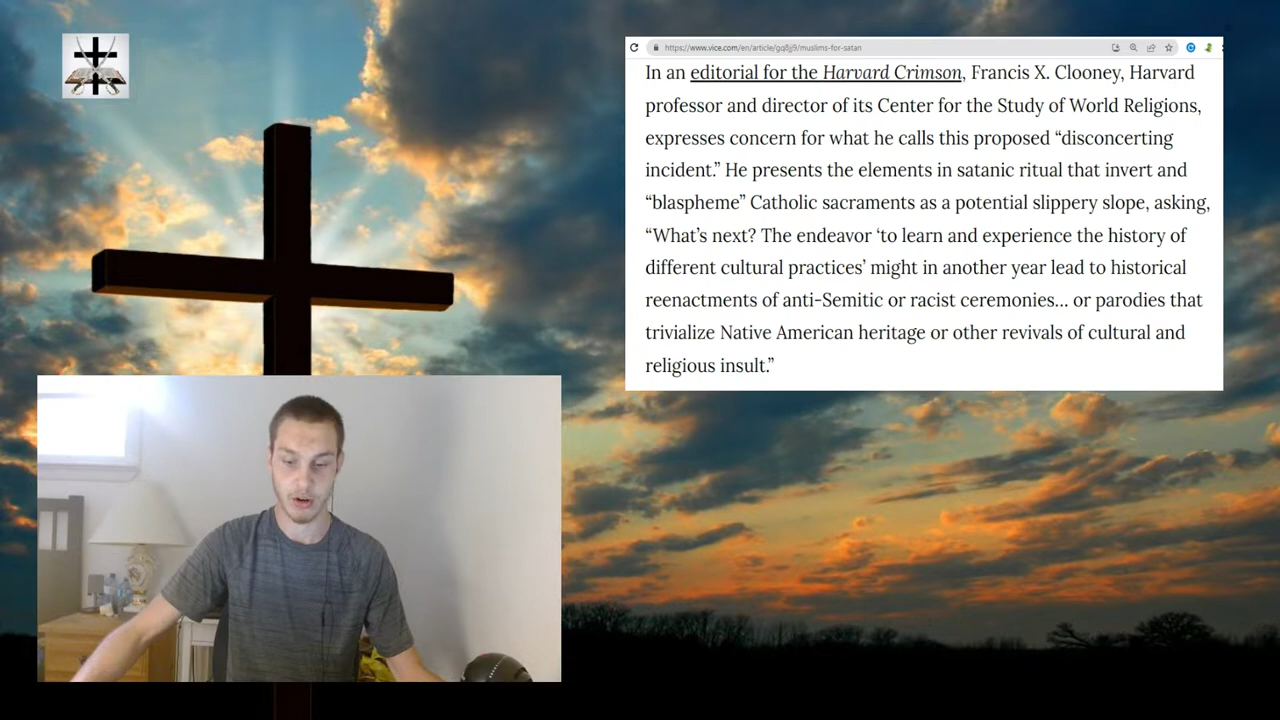 https://www.vice.com/en/article/gq8jj9/muslims-for-satan
In an editorial for the Harvard Crimson, Francis X. Clooney, Harvard
professor and director of its Center for the Study of World Religions,
expresses concern for what he calls this proposed “disconcerting
incident.” He presents the elements in satanic ritual that invert and
“blaspheme” Catholic sacraments as a potential slippery slope, asking,
“What’s next? The endeavor ‘to learn and experience the history of
different cultural practices’ might in another year lead to historical
reenactments of anti-Semitic or racist ceremonies… or parodies that
trivialize Native American heritage or other revivals of cultural and
religious insult.”